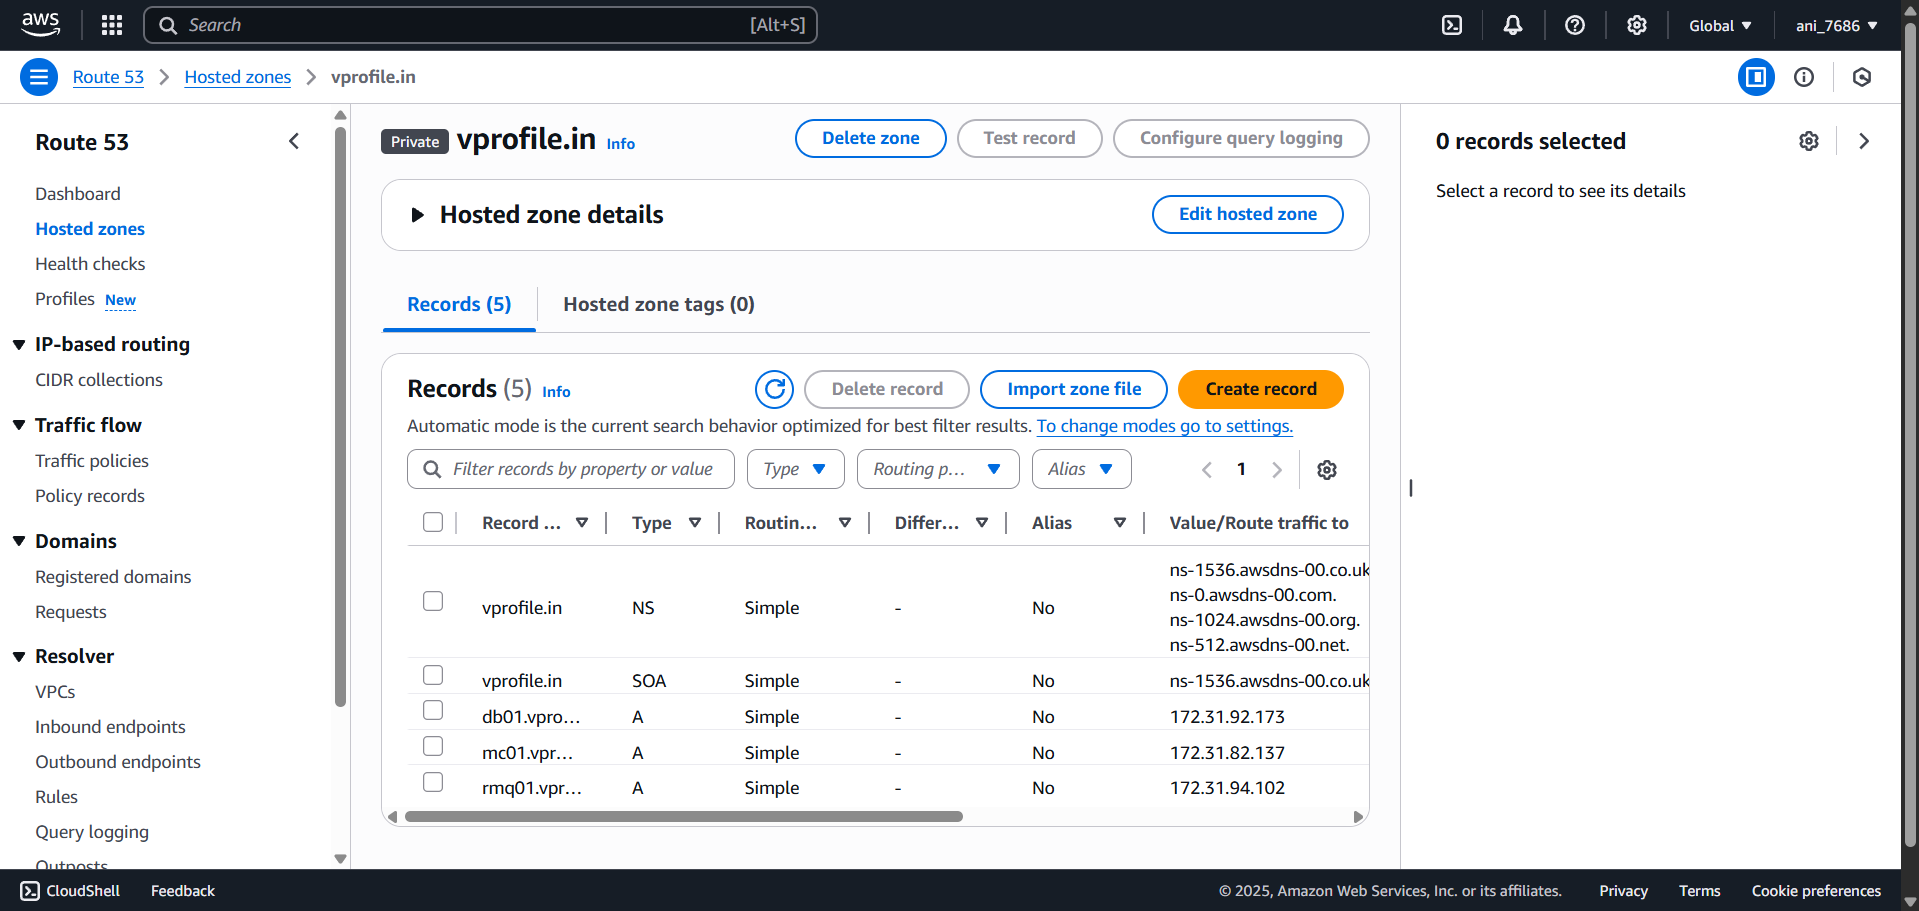 aws
Search [Alt+S]
Global
ani_7686
Route 53 Hosted zones vprofile.in
Route 53
Dashboard
Hosted zones
Health checks
Profiles New
IP-based routing
CIDR collections
Traffic flow
Traffic policies
Policy records
Domains
Registered domains
Requests
Resolver
VPCs
Inbound endpoints
Outbound endpoints
Rules
Query logging
Outposts
Private vprofile.in Info
Delete zone
Test record
Configure query logging
Hosted zone details
Edit hosted zone
Records (5)
Hosted zone tags (0)
Records (5) Info
Delete record
Import zone file
Create record
Automatic mode is the current search behavior optimized for best filter results. To change modes go to settings.
Filter records by property or value
Type
Routing p...
Alias
1
Record ... Type Routin... Differ... Alias Value/Route traffic to
ns-1536.awsdns-00.co.uk
ns-0.awsdns-00.com.
vprofile.in NS Simple - No
ns-1024.awsdns-00.org.
ns-512.awsdns-00.net.
vprofile.in SOA Simple - No ns-1536.awsdns-00.co.uk
db01.vpro... A Simple - No 172.31.92.173
mc01.vpr... A Simple - No 172.31.82.137
rmq01.vpr... A Simple - No 172.31.94.102
0 records selected
Select a record to see its details
CloudShell Feedback
© 2025, Amazon Web Services, Inc. or its affiliates. Privacy Terms Cookie preferences